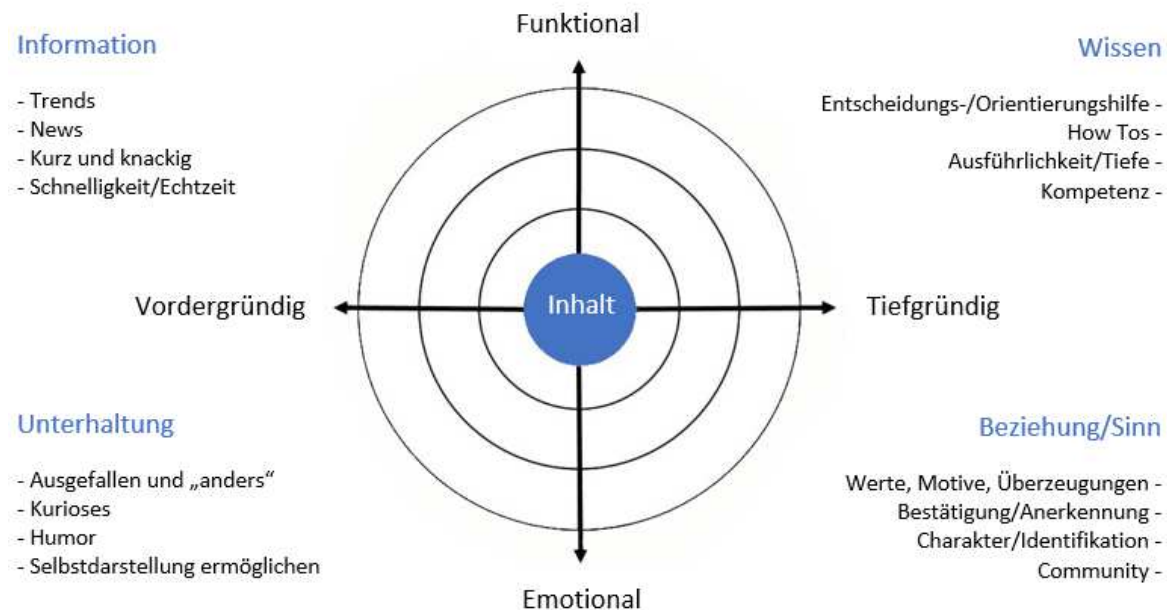 Funktional
Information
- Trends
- News
- Kurz und knackig
- Schnelligkeit/Echtzeit
Wissen
Entscheidungs-/Orientierungshilfe -
How Tos -
Ausführlichkeit/Tiefe -
Kompetenz -
Vordergründig
Inhalt
Tiefgründig
Unterhaltung
- Ausgefallen und „anders“
- Kurioses
- Humor
- Selbstdarstellung ermöglichen
Beziehung/Sinn
Werte, Motive, Überzeugungen -
Bestätigung/Anerkennung -
Charakter/Identifikation -
Community -
Emotional